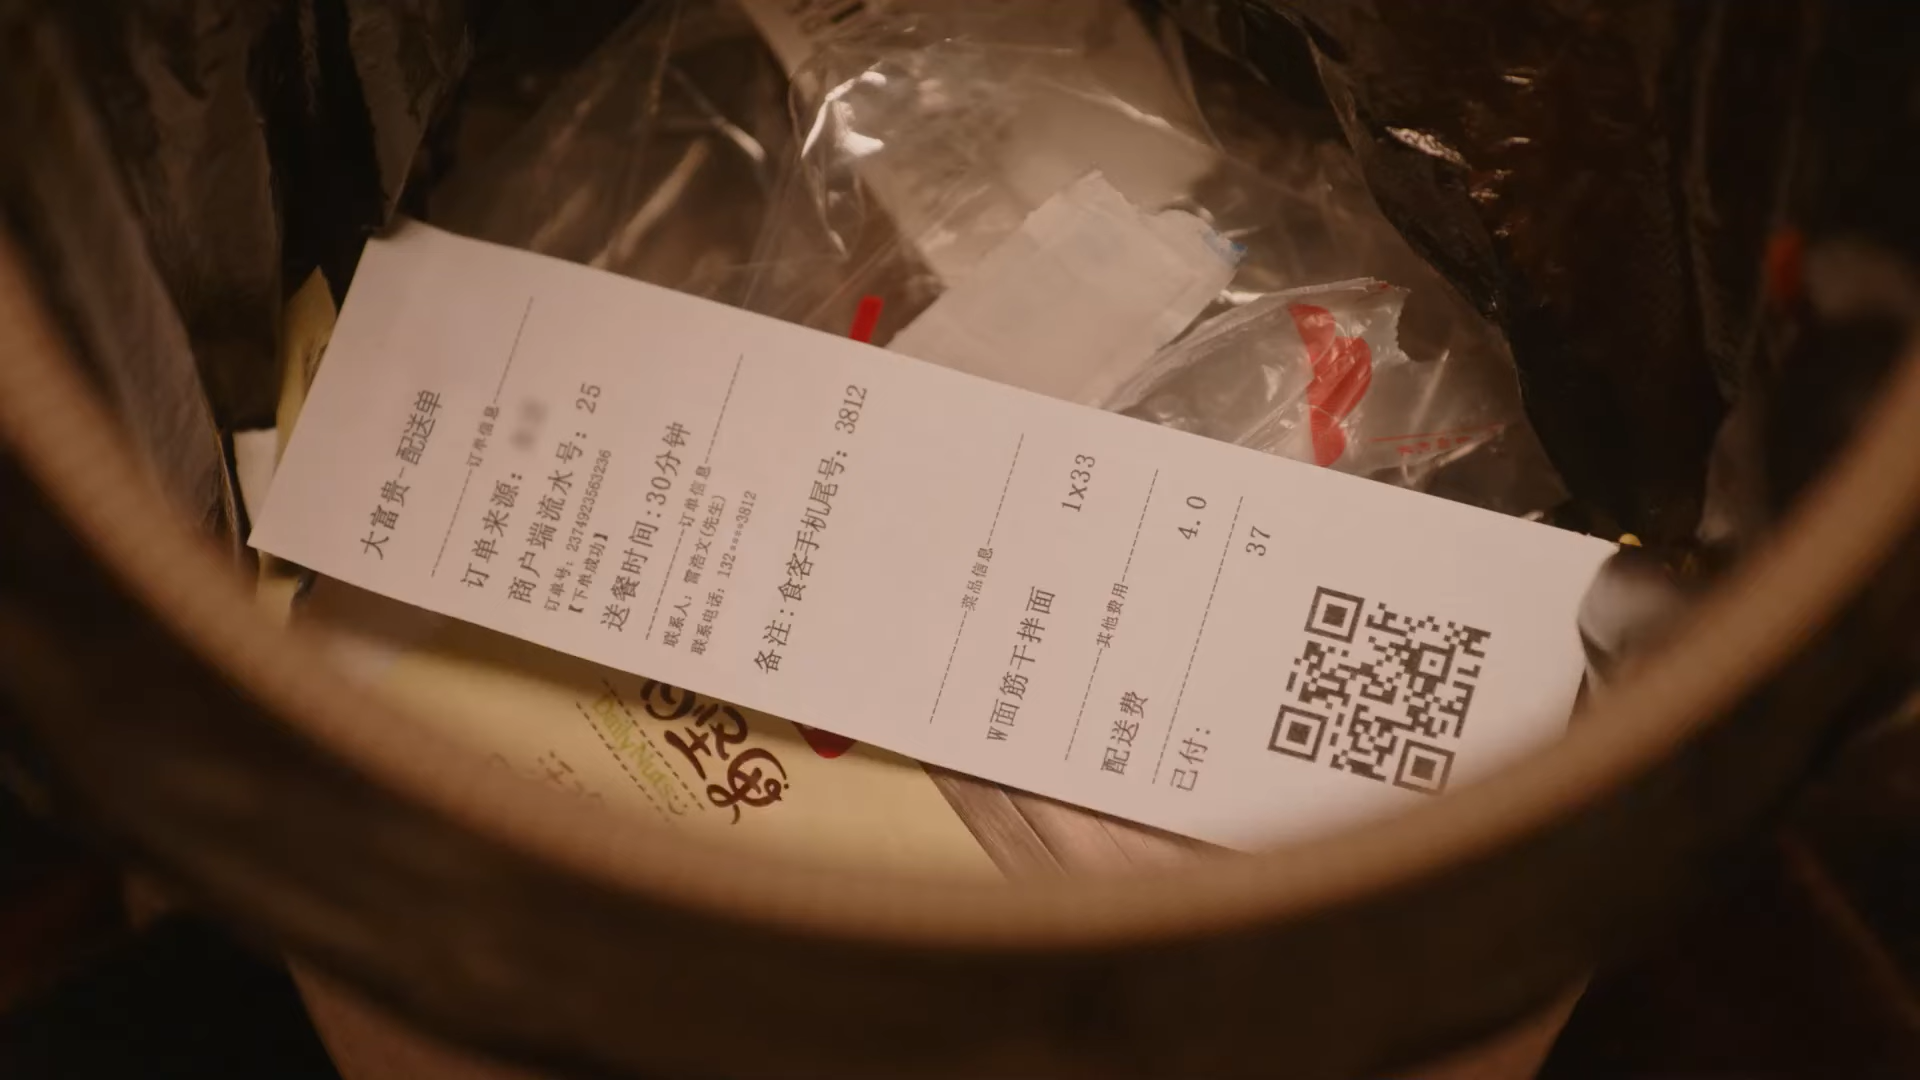 大富贵-配送单
订单信息
订单来源:
商户端流水号: 25
订单号: 2374923563236
【下单成功】
送餐时间:30分钟
订单信息
联系人: 雷浩文(先生)
联系电话: 132****3812
备注: 食客手机尾号: 3812
菜品信息
W面筋干拌面 1x33
其他费用
配送费 4.0
已付: 37
DailyNuts